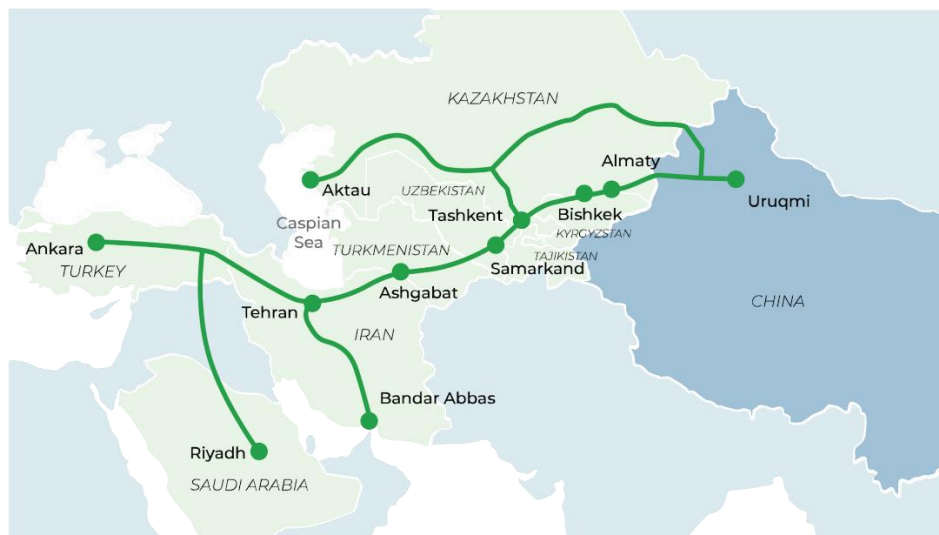 KAZAKHSTAN
Almaty
Aktau
UZBEKISTAN
Uruqmi
Tashkent
Bishkek
Caspian
Sea
KYRGYZSTAN
Ankara
TURKMENISTAN
TAJIKISTAN
TURKEY
Samarkand
Ashgabat
CHINA
Tehran
IRAN
Bandar Abbas
Riyadh
SAUDI ARABIA